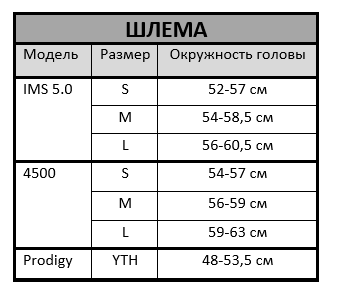 ШЛЕМА
Модель Размер Окружность головы
IMS 5.0 S 52-57 см
M 54-58,5 см
L 56-60,5 см
4500 S 54-57 см
M 56-59 см
L 59-63 см
Prodigy YTH 48-53,5 см